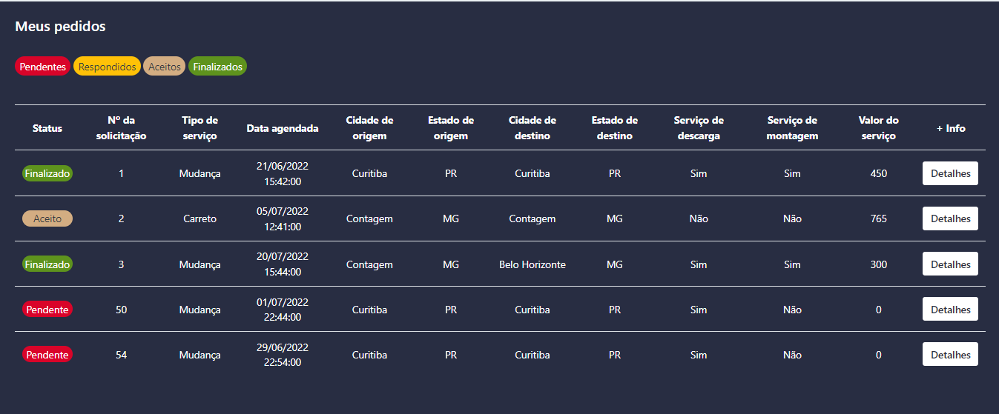 Meus pedidos
Pendentes Respondidos Aceitos Finalizados
Status Nº da solicitação Tipo de serviço Data agendada Cidade de origem Estado de origem Cidade de destino Estado de destino Serviço de descarga Serviço de montagem Valor do serviço + Info
Finalizado 1 Mudança 21/06/2022 15:42:00 Curitiba PR Curitiba PR Sim Sim 450 Detalhes
Aceito 2 Carreto 05/07/2022 12:41:00 Contagem MG Contagem MG Não Não 765 Detalhes
Finalizado 3 Mudança 20/07/2022 15:44:00 Contagem MG Belo Horizonte MG Sim Sim 300 Detalhes
Pendente 50 Mudança 01/07/2022 22:44:00 Curitiba PR Curitiba PR Sim Não 0 Detalhes
Pendente 54 Mudança 29/06/2022 22:54:00 Curitiba PR Curitiba PR Sim Não 0 Detalhes